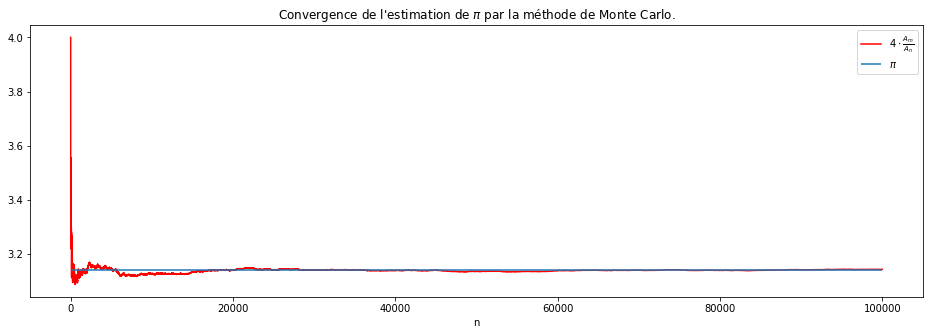 Convergence de l'estimation de π par la méthode de Monte Carlo.
4.0
3.8
3.6
3.4
3.2
4 · A_m/A_n
π
0 20000 40000 60000 80000 100000
n